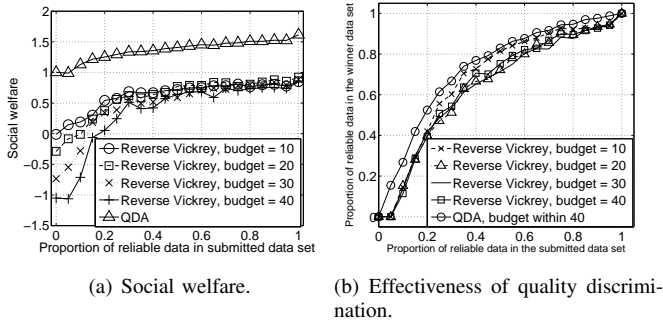 2
1.5
1
0.5
0
-0.5
-1
-1.5
Social welfare
0
0.2
0.4
0.6
0.8
1
Proportion of reliable data in submitted data set
Reverse Vickrey, budget = 10
Reverse Vickrey, budget = 20
Reverse Vickrey, budget = 30
Reverse Vickrey, budget = 40
QDA
(a) Social welfare.
1
0.8
0.6
0.4
0.2
0
Proportion of reliable data in the winner data set
0
0.2
0.4
0.6
0.8
1
Proportion of reliable data in the submitted data set
Reverse Vickrey, budget = 10
Reverse Vickrey, budget = 20
Reverse Vickrey, budget = 30
Reverse Vickrey, budget = 40
QDA, budget within 40
(b) Effectiveness of quality discrimi-
nation.